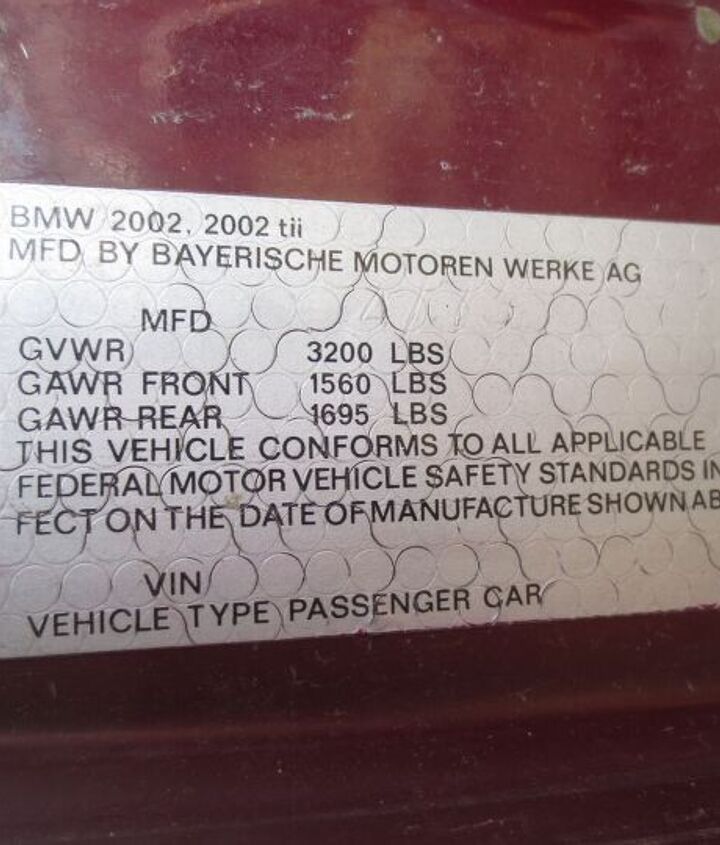 BMW 2002, 2002 tii
MFD BY BAYERISCHE MOTOREN WERKE AG
MFD
GVWR 3200 LBS
GAWR FRONT 1560 LBS
GAWR REAR 1695 LBS
THIS VEHICLE CONFORMS TO ALL APPLICABLE
FEDERAL MOTOR VEHICLE SAFETY STANDARDS IN
FECT ON THE DATE OF MANUFACTURE SHOWN AB
VIN
VEHICLE TYPE PASSENGER CAR